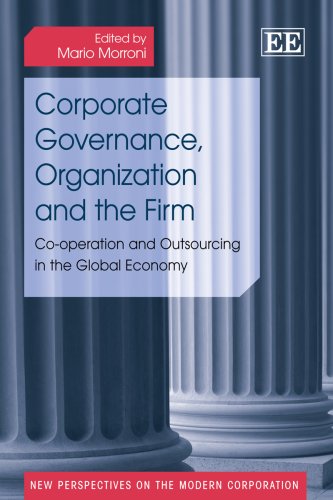 Edited by
Mario Morroni
EE
Corporate
Governance,
Organization
and the Firm
Co-operation and Outsourcing
in the Global Economy
NEW PERSPECTIVES ON THE MODERN CORPORATION